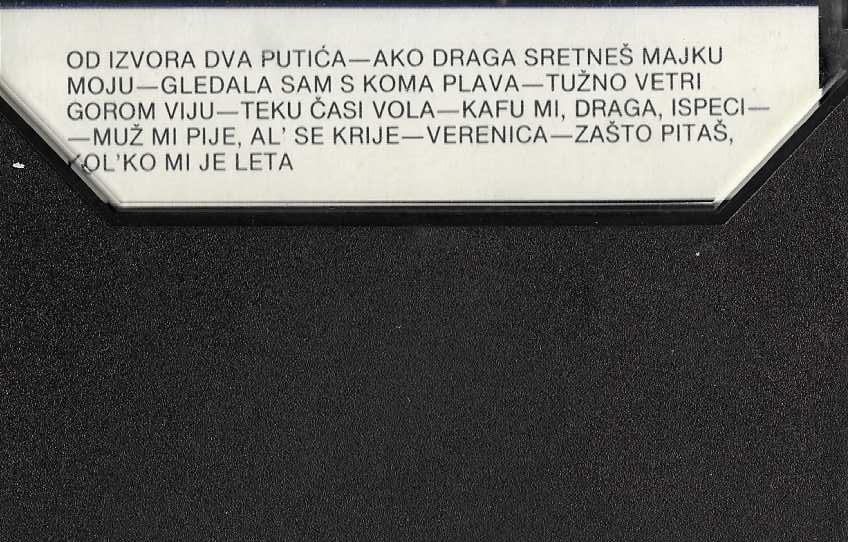 OD IZVORA DVA PUTIĆA—AKO DRAGA SRETNEŠ MAJKU
MOJU—GLEDALA SAM S KOMA PLAVA—TUŽNO VETRI
GOROM VIJU—TEKU ČASI VOLA—KAFU MI, DRAGA, ISPECI—
—MUŽ MI PIJE, AL' SE KRIJE—VERENICA—ZAŠTO PITAŠ,
KOL'KO MI JE LETA